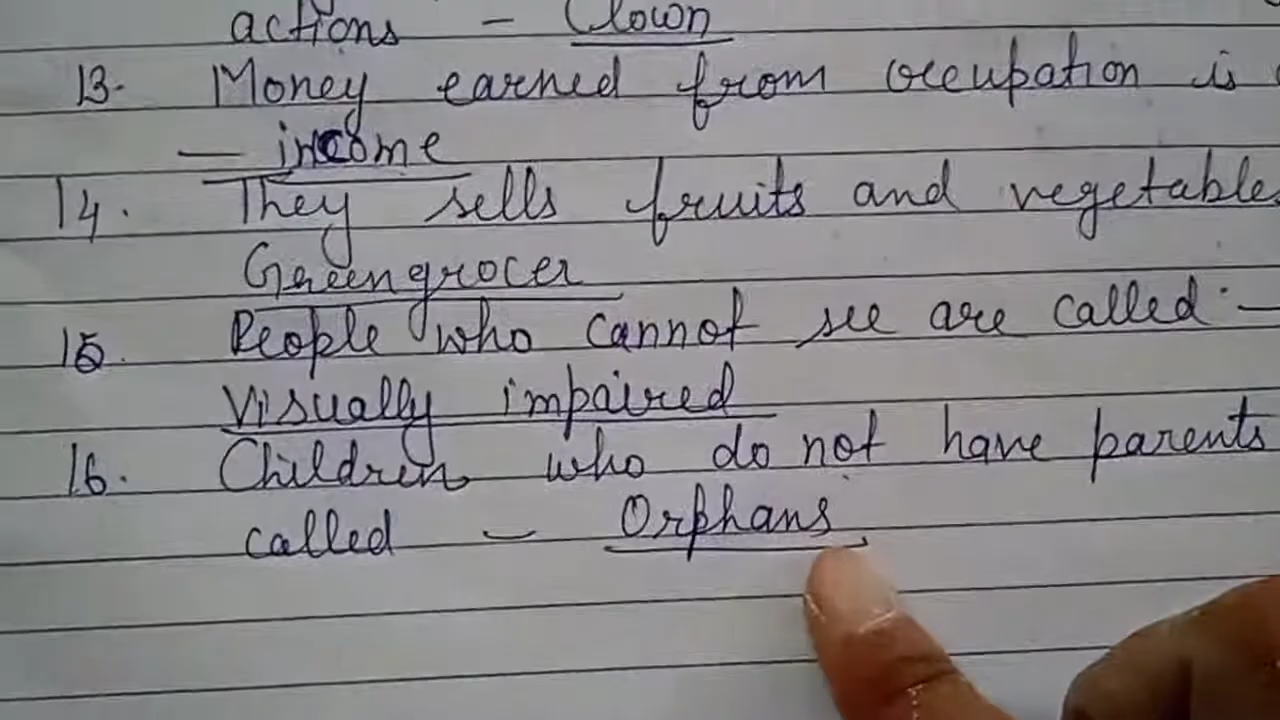 actions - Clown
13. Money earned from occupation is
- income
14. They sells fruits and vegetables
Greengrocer
15. People who cannot see are called :-
Visually impaired
16. Children who do not have parents
called - Orphans